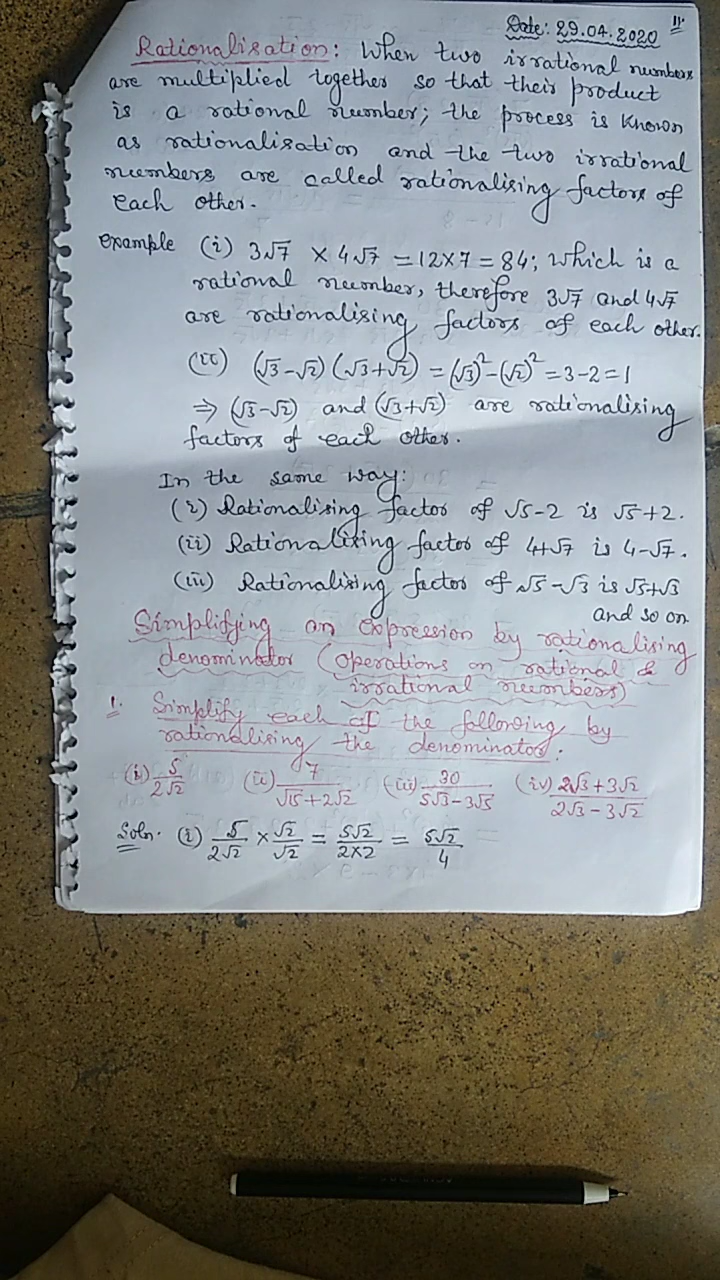 Date: 29.04.2020
Rationalisation: When two irrational numbers
are multiplied together so that their product
is a rational number; the process is known
as rationalisation and the two irrational
numbers are called rationalising factors of
each other.
example (i) 3√7 × 4√7 = 12×7 = 84; which is a
rational number, therefore 3√7 and 4√7
are rationalising factors of each other.
(ii) (√3-√2) (√3+√2) = (√3)²-(√2)² = 3-2 = 1
⇒ (√3-√2) and (√3+√2) are rationalising
factors of each other.
In the same way:
(i) Rationalising factor of √5-2 is √5+2.
(ii) Rationalising factor of 4+√7 is 4-√7.
(iii) Rationalising factor of √5-√3 is √5+√3
and so on
Simplifying an expression by rationalising
denominator (operations on rational &
irrational numbers)
1. Simplify each of the following by
rationalising the denominator:
(i) 5/2√2 (ii) 7/√15+2√2 (iii) 30/5√3-3√5 (iv) 2√3+3√2/2√3-3√2
Soln. (i) 5/2√2 × √2/√2 = 5√2/2×2 = 5√2/4